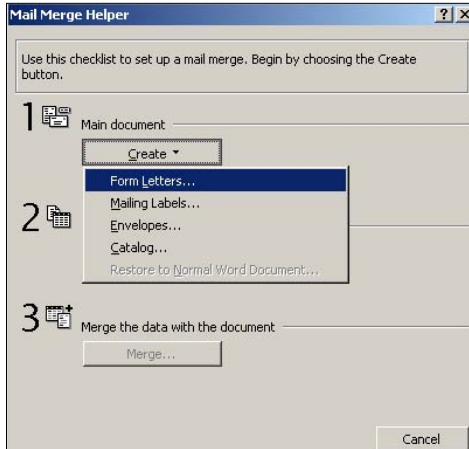 Mail Merge Helper
Use this checklist to set up a mail merge. Begin by choosing the Create
button.
1
Main document
Create
Form Letters...
Mailing Labels...
Envelopes...
Catalog...
Restore to Normal Word Document...
2
3
Merge the data with the document
Merge...
Cancel